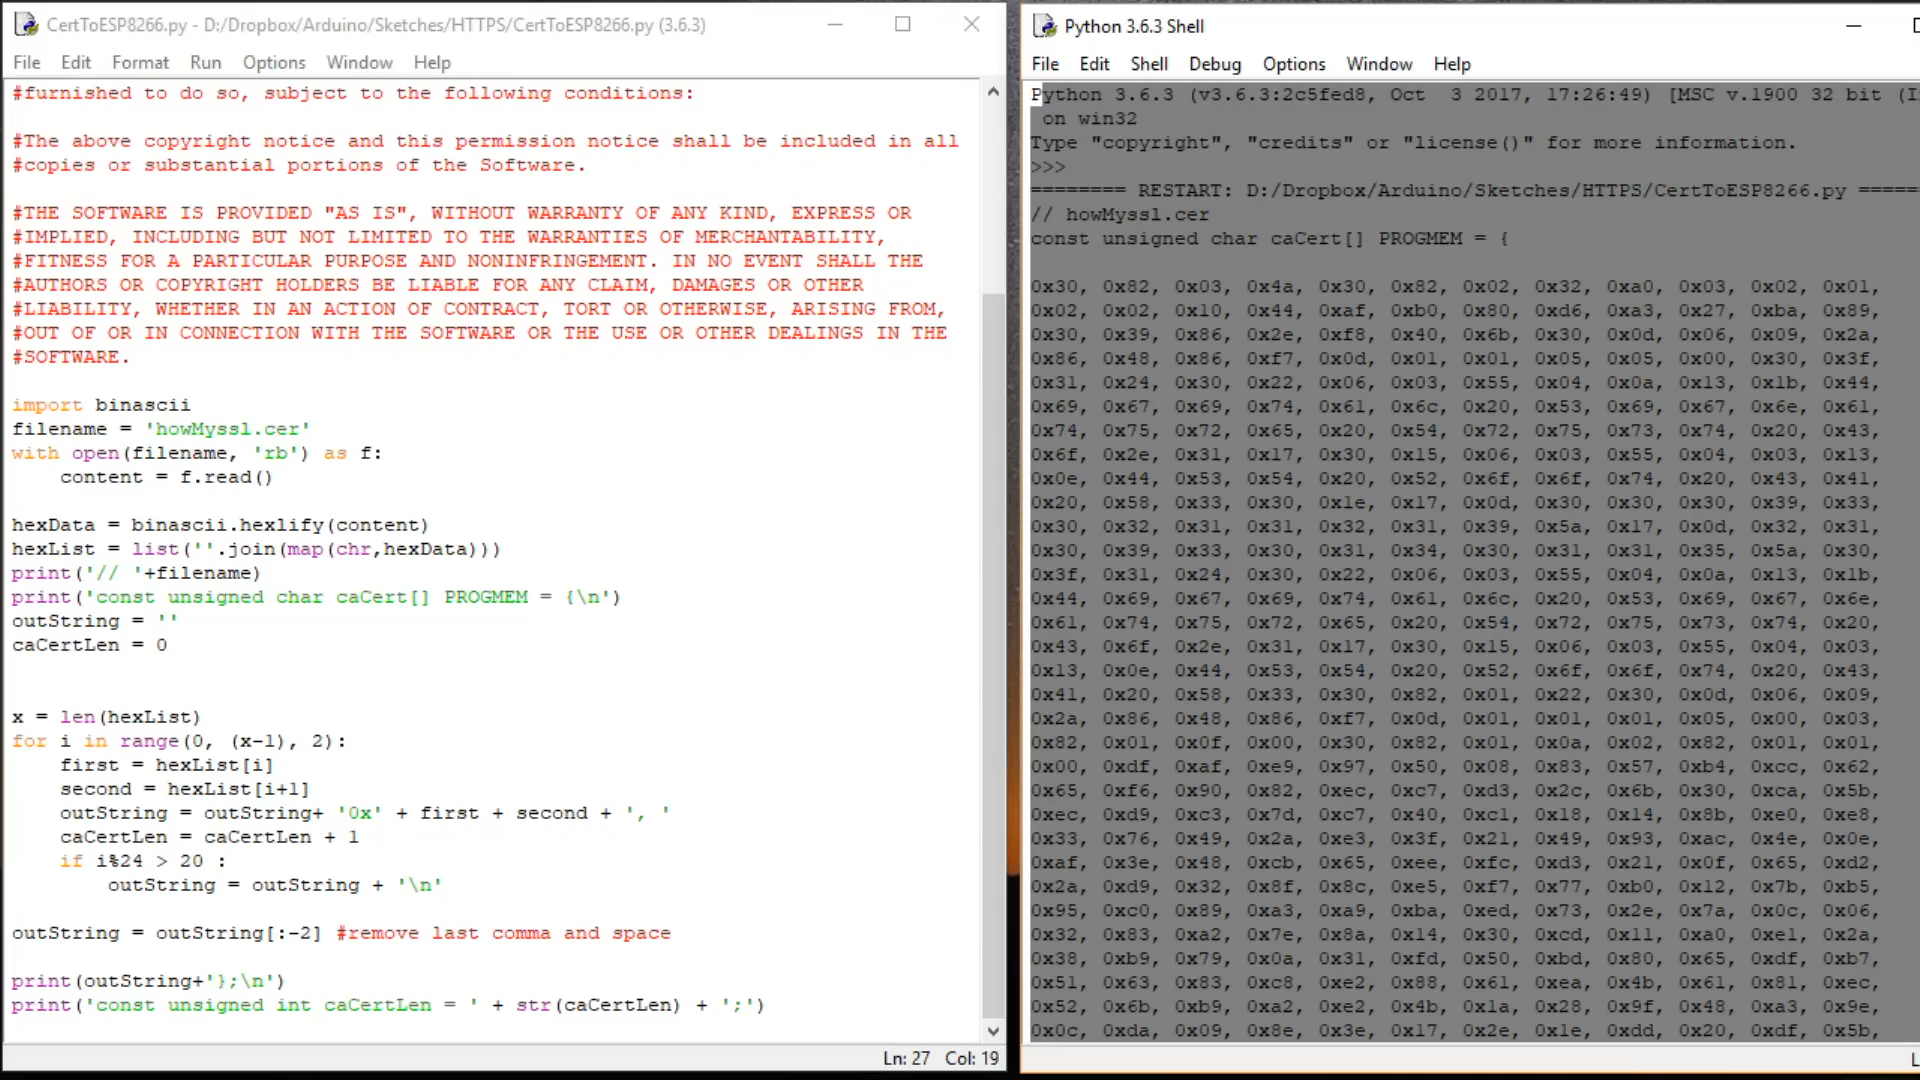 CertToESP8266.py - D:/Dropbox/Arduino/Sketches/HTTPS/CertToESP8266.py (3.6.3)
File Edit Format Run Options Window Help
#furnished to do so, subject to the following conditions:
#The above copyright notice and this permission notice shall be included in all
#copies or substantial portions of the Software.
#THE SOFTWARE IS PROVIDED "AS IS", WITHOUT WARRANTY OF ANY KIND, EXPRESS OR
#IMPLIED, INCLUDING BUT NOT LIMITED TO THE WARRANTIES OF MERCHANTABILITY,
#FITNESS FOR A PARTICULAR PURPOSE AND NONINFRINGEMENT. IN NO EVENT SHALL THE
#AUTHORS OR COPYRIGHT HOLDERS BE LIABLE FOR ANY CLAIM, DAMAGES OR OTHER
#LIABILITY, WHETHER IN AN ACTION OF CONTRACT, TORT OR OTHERWISE, ARISING FROM,
#OUT OF OR IN CONNECTION WITH THE SOFTWARE OR THE USE OR OTHER DEALINGS IN THE
#SOFTWARE.
import binascii
filename = 'howMyssl.cer'
with open(filename, 'rb') as f:
    content = f.read()
hexData = binascii.hexlify(content)
hexList = list(''.join(map(chr,hexData)))
print('// '+filename)
print('const unsigned char caCert[] PROGMEM = {\n')
outString = ''
caCertLen = 0
x = len(hexList)
for i in range(0, (x-1), 2):
    first = hexList[i]
    second = hexList[i+1]
    outString = outString+ '0x' + first + second + ', '
    caCertLen = caCertLen + 1
    if i%24 > 20 :
        outString = outString + '\n'
outString = outString[:-2] #remove last comma and space
print(outString+'};\n')
print('const unsigned int caCertLen = ' + str(caCertLen) + ';')
Ln: 27 Col: 19
Python 3.6.3 Shell
File Edit Shell Debug Options Window Help
Python 3.6.3 (v3.6.3:2c5fed8, Oct  3 2017, 17:26:49) [MSC v.1900 32 bit (I
 on win32
Type "copyright", "credits" or "license()" for more information.
>>>
======== RESTART: D:/Dropbox/Arduino/Sketches/HTTPS/CertToESP8266.py =====
// howMyssl.cer
const unsigned char caCert[] PROGMEM = {
0x30, 0x82, 0x03, 0x4a, 0x30, 0x82, 0x02, 0x32, 0xa0, 0x03, 0x02, 0x01,
0x02, 0x02, 0x10, 0x44, 0xaf, 0xb0, 0x80, 0xd6, 0xa3, 0x27, 0xba, 0x89,
0x30, 0x39, 0x86, 0x2e, 0xf8, 0x40, 0x6b, 0x30, 0x0d, 0x06, 0x09, 0x2a,
0x86, 0x48, 0x86, 0xf7, 0x0d, 0x01, 0x01, 0x05, 0x05, 0x00, 0x30, 0x3f,
0x31, 0x24, 0x30, 0x22, 0x06, 0x03, 0x55, 0x04, 0x0a, 0x13, 0x1b, 0x44,
0x69, 0x67, 0x69, 0x74, 0x61, 0x6c, 0x20, 0x53, 0x69, 0x67, 0x6e, 0x61,
0x74, 0x75, 0x72, 0x65, 0x20, 0x54, 0x72, 0x75, 0x73, 0x74, 0x20, 0x43,
0x6f, 0x2e, 0x31, 0x17, 0x30, 0x15, 0x06, 0x03, 0x55, 0x04, 0x03, 0x13,
0x0e, 0x44, 0x53, 0x54, 0x20, 0x52, 0x6f, 0x6f, 0x74, 0x20, 0x43, 0x41,
0x20, 0x58, 0x33, 0x30, 0x1e, 0x17, 0x0d, 0x30, 0x30, 0x30, 0x39, 0x33,
0x30, 0x32, 0x31, 0x31, 0x32, 0x31, 0x39, 0x5a, 0x17, 0x0d, 0x32, 0x31,
0x30, 0x39, 0x33, 0x30, 0x31, 0x34, 0x30, 0x31, 0x31, 0x35, 0x5a, 0x30,
0x3f, 0x31, 0x24, 0x30, 0x22, 0x06, 0x03, 0x55, 0x04, 0x0a, 0x13, 0x1b,
0x44, 0x69, 0x67, 0x69, 0x74, 0x61, 0x6c, 0x20, 0x53, 0x69, 0x67, 0x6e,
0x61, 0x74, 0x75, 0x72, 0x65, 0x20, 0x54, 0x72, 0x75, 0x73, 0x74, 0x20,
0x43, 0x6f, 0x2e, 0x31, 0x17, 0x30, 0x15, 0x06, 0x03, 0x55, 0x04, 0x03,
0x13, 0x0e, 0x44, 0x53, 0x54, 0x20, 0x52, 0x6f, 0x6f, 0x74, 0x20, 0x43,
0x41, 0x20, 0x58, 0x33, 0x30, 0x82, 0x01, 0x22, 0x30, 0x0d, 0x06, 0x09,
0x2a, 0x86, 0x48, 0x86, 0xf7, 0x0d, 0x01, 0x01, 0x01, 0x05, 0x00, 0x03,
0x82, 0x01, 0x0f, 0x00, 0x30, 0x82, 0x01, 0x0a, 0x02, 0x82, 0x01, 0x01,
0x00, 0xdf, 0xaf, 0xe9, 0x97, 0x50, 0x08, 0x83, 0x57, 0xb4, 0xcc, 0x62,
0x65, 0xf6, 0x90, 0x82, 0xec, 0xc7, 0xd3, 0x2c, 0x6b, 0x30, 0xca, 0x5b,
0xec, 0xd9, 0xc3, 0x7d, 0xc7, 0x40, 0xc1, 0x18, 0x14, 0x8b, 0xe0, 0xe8,
0x33, 0x76, 0x49, 0x2a, 0xe3, 0x3f, 0x21, 0x49, 0x93, 0xac, 0x4e, 0x0e,
0xaf, 0x3e, 0x48, 0xcb, 0x65, 0xee, 0xfc, 0xd3, 0x21, 0x0f, 0x65, 0xd2,
0x2a, 0xd9, 0x32, 0x8f, 0x8c, 0xe5, 0xf7, 0x77, 0xb0, 0x12, 0x7b, 0xb5,
0x95, 0xc0, 0x89, 0xa3, 0xa9, 0xba, 0xed, 0x73, 0x2e, 0x7a, 0x0c, 0x06,
0x32, 0x83, 0xa2, 0x7e, 0x8a, 0x14, 0x30, 0xcd, 0x11, 0xa0, 0xe1, 0x2a,
0x38, 0xb9, 0x79, 0x0a, 0x31, 0xfd, 0x50, 0xbd, 0x80, 0x65, 0xdf, 0xb7,
0x51, 0x63, 0x83, 0xc8, 0xe2, 0x88, 0x61, 0xea, 0x4b, 0x61, 0x81, 0xec,
0x52, 0x6b, 0xb9, 0xa2, 0xe2, 0x4b, 0x1a, 0x28, 0x9f, 0x48, 0xa3, 0x9e,
0x0c, 0xda, 0x09, 0x8e, 0x3e, 0x17, 0x2e, 0x1e, 0xdd, 0x20, 0xdf, 0x5b,
L